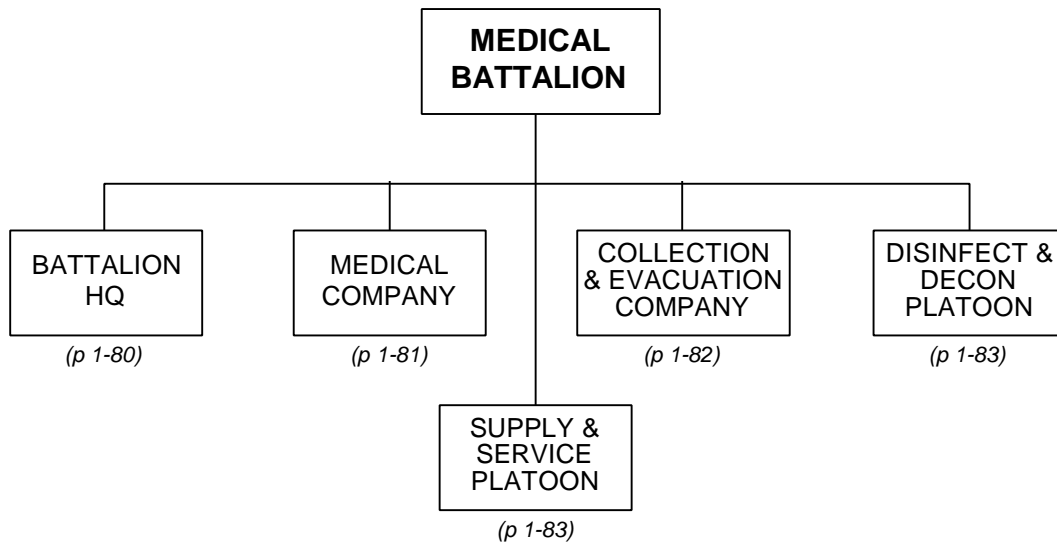 MEDICAL
BATTALION
BATTALION
HQ
(p 1-80)
MEDICAL
COMPANY
(p 1-81)
COLLECTION
& EVACUATION
COMPANY
(p 1-82)
DISINFECT &
DECON
PLATOON
(p 1-83)
SUPPLY &
SERVICE
PLATOON
(p 1-83)